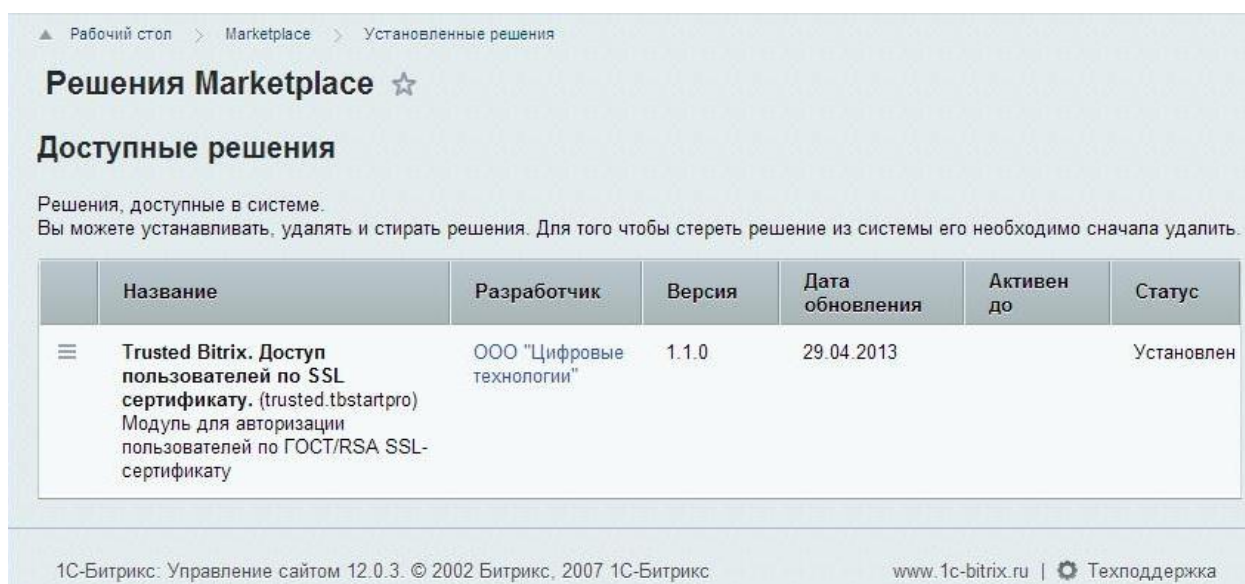 Рабочий стол > Marketplace > Установленные решения
Решения Marketplace
Доступные решения
Решения, доступные в системе.
Вы можете устанавливать, удалять и стирать решения. Для того чтобы стереть решение из системы его необходимо сначала удалить.
Название Разработчик Версия Дата обновления Активен до Статус
Trusted Bitrix. Доступ ООО "Цифровые 1.1.0 29.04.2013 Установлен
пользователей по SSL технологии"
сертификату. (trusted.tbstartpro)
Модуль для авторизации
пользователей по ГОСТ/RSA SSL-
сертификату
1С-Битрикс: Управление сайтом 12.0.3. © 2002 Битрикс, 2007 1С-Битрикс www.1c-bitrix.ru | Техподдержка